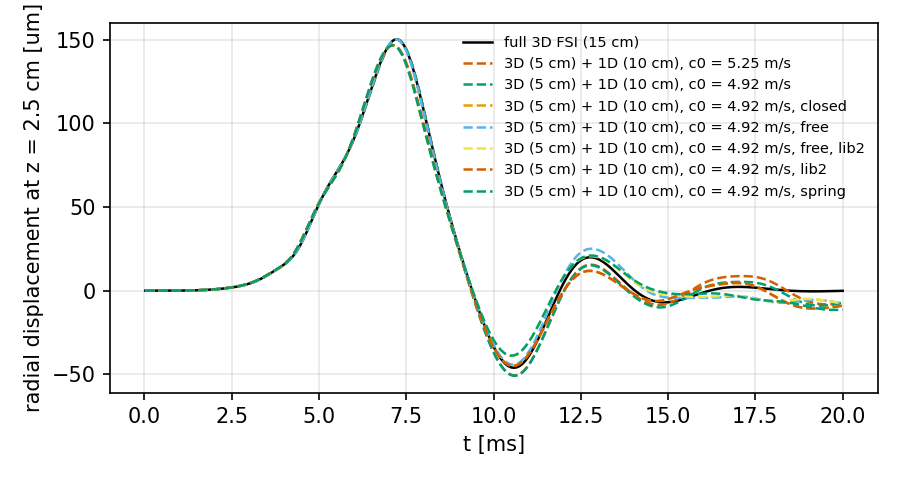 radial displacement at z = 2.5 cm [um]
150
100
50
0
−50
full 3D FSI (15 cm)
3D (5 cm) + 1D (10 cm), c0 = 5.25 m/s
3D (5 cm) + 1D (10 cm), c0 = 4.92 m/s
3D (5 cm) + 1D (10 cm), c0 = 4.92 m/s, closed
3D (5 cm) + 1D (10 cm), c0 = 4.92 m/s, free
3D (5 cm) + 1D (10 cm), c0 = 4.92 m/s, free, lib2
3D (5 cm) + 1D (10 cm), c0 = 4.92 m/s, lib2
3D (5 cm) + 1D (10 cm), c0 = 4.92 m/s, spring
0.0 2.5 5.0 7.5 10.0 12.5 15.0 17.5 20.0
t [ms]